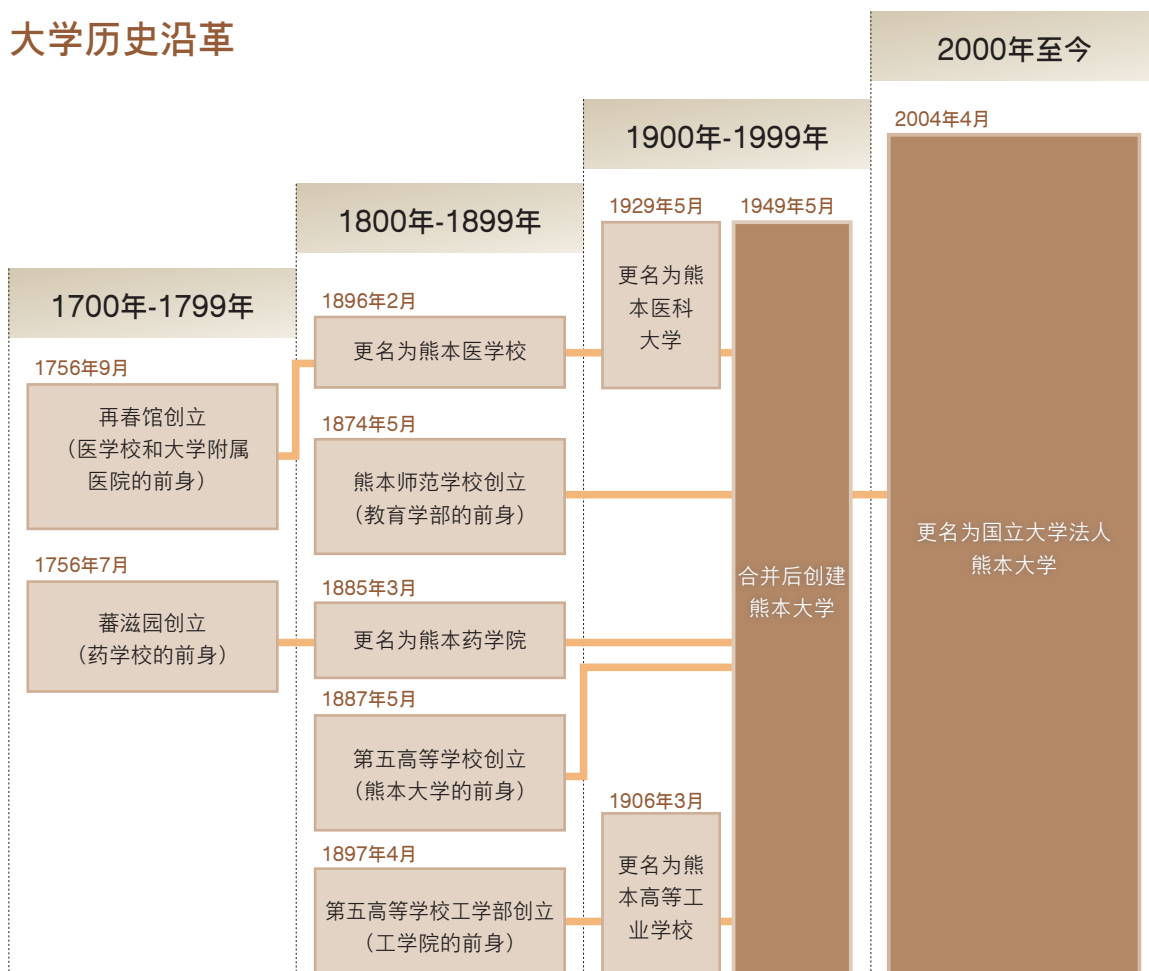 大学历史沿革
1700年-1799年
1756年9月
再春馆创立
（医学校和大学附属
医院的前身）
1756年7月
蕃滋园创立
（药学校的前身）
1800年-1899年
1896年2月
更名为熊本医学校
1874年5月
熊本师范学校创立
（教育学部的前身）
1885年3月
更名为熊本药学院
1887年5月
第五高等学校创立
（熊本大学的前身）
1897年4月
第五高等学校工学部创立
（工学院的前身）
1900年-1999年
1929年5月
更名为熊
本医科
大学
1906年3月
更名为熊
本高等工
业学校
1949年5月
合并后创建
熊本大学
2000年至今
2004年4月
更名为国立大学法人
熊本大学